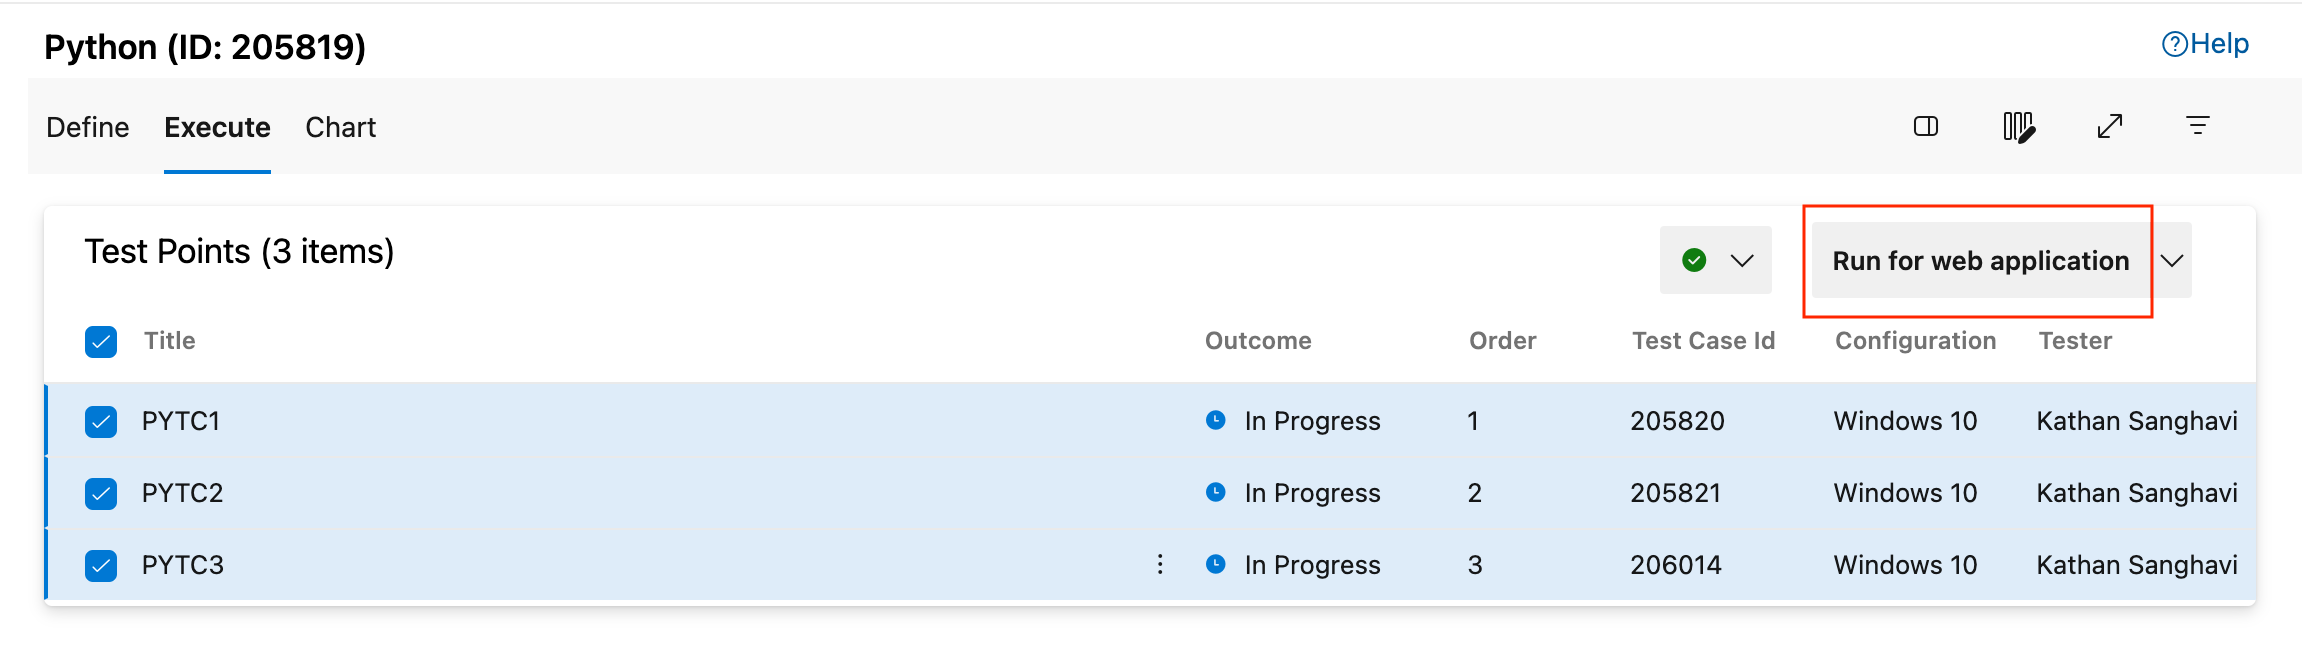 Python (ID: 205819)
Help
Define Execute Chart
Test Points (3 items)
Run for web application
Title Outcome Order Test Case Id Configuration Tester
PYTC1 In Progress 1 205820 Windows 10 Kathan Sanghavi
PYTC2 In Progress 2 205821 Windows 10 Kathan Sanghavi
PYTC3 In Progress 3 206014 Windows 10 Kathan Sanghavi